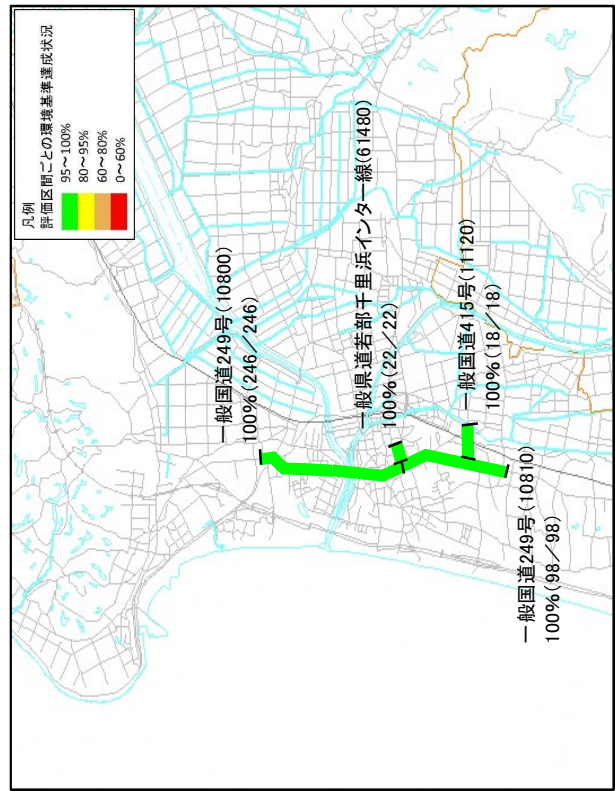 凡例
評価区間ごとの環境基準達成状況
95～100%
80～95%
60～80%
0～60%
一般国道249号(10800)
100%(246／246)
一般県道若部千里浜インター線(61480)
100%(22／22)
一般国道415号(11120)
100%(18／18)
一般国道249号(10810)
100%(98／98)